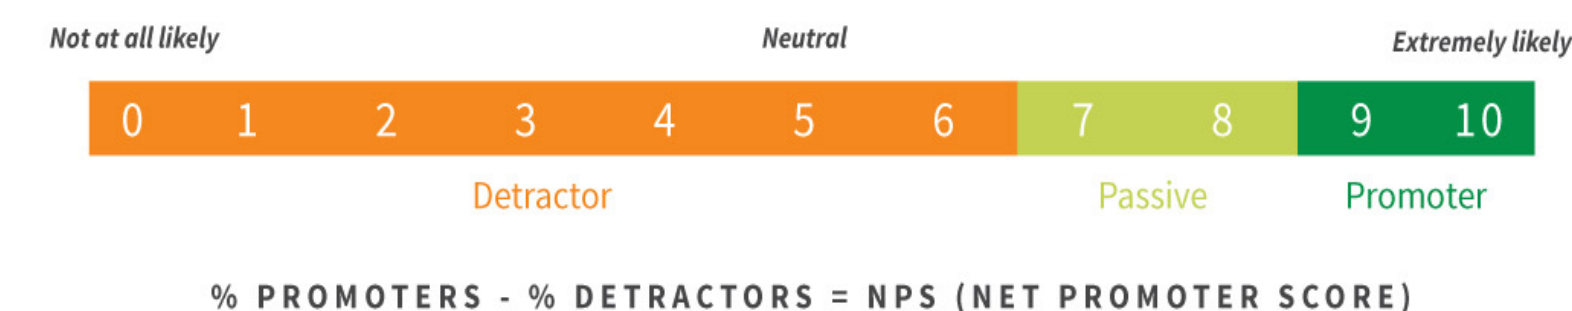 Not at all likely Neutral Extremely likely
0 1 2 3 4 5 6 7 8 9 10
Detractor Passive Promoter
% PROMOTERS - % DETRACTORS = NPS (NET PROMOTER SCORE)